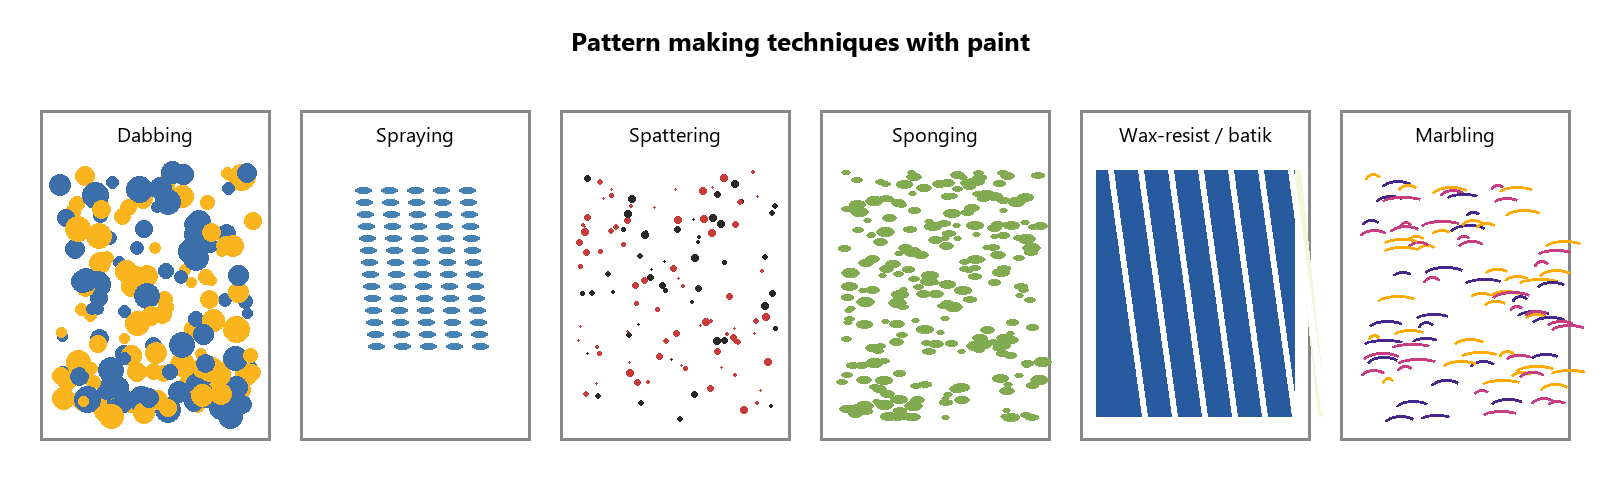 Pattern making techniques with paint
Dabbing
Spraying
Spattering
Sponging
Wax-resist / batik
Marbling